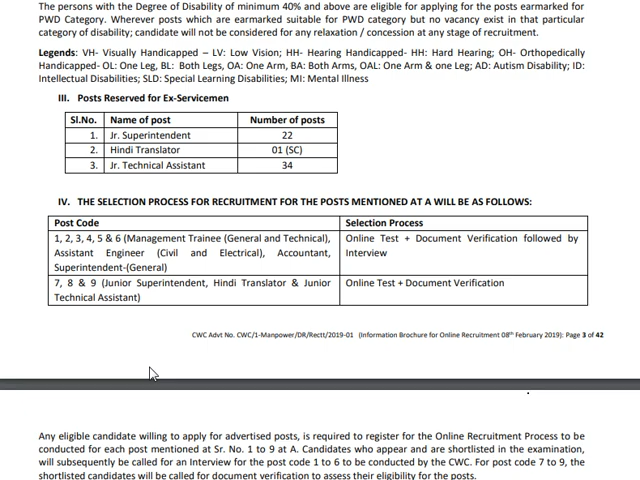 The persons with the Degree of Disability of minimum 40% and above are eligible for applying for the posts earmarked for
PWD Category. Wherever posts which are earmarked suitable for PWD category but no vacancy exist in that particular
category of disability; candidate will not be considered for any relaxation / concession at any stage of recruitment.
Legends: VH- Visually Handicapped – LV: Low Vision; HH- Hearing Handicapped- HH: Hard Hearing; OH- Orthopedically
Handicapped- OL: One Leg, BL: Both Legs, OA: One Arm, BA: Both Arms, OAL: One Arm & one Leg; AD: Autism Disability; ID:
Intellectual Disabilities; SLD: Special Learning Disabilities; MI: Mental Illness
III. Posts Reserved for Ex-Servicemen
Sl.No. Name of post Number of posts
1. Jr. Superintendent 22
2. Hindi Translator 01 (SC)
3. Jr. Technical Assistant 34
IV. THE SELECTION PROCESS FOR RECRUITMENT FOR THE POSTS MENTIONED AT A WILL BE AS FOLLOWS:
Post Code Selection Process
1, 2, 3, 4, 5 & 6 (Management Trainee (General and Technical), Online Test + Document Verification followed by
Assistant Engineer (Civil and Electrical), Accountant, Interview
Superintendent-(General)
7, 8 & 9 (Junior Superintendent, Hindi Translator & Junior Online Test + Document Verification
Technical Assistant)
CWC Advt No. CWC/1-Manpower/DR/Rectt/2019-01 (Information Brochure for Online Recruitment 08th February 2019): Page 3 of 42
Any eligible candidate willing to apply for advertised posts, is required to register for the Online Recruitment Process to be
conducted for each post mentioned at Sr. No. 1 to 9 at A. Candidates who appear and are shortlisted in the examination,
will subsequently be called for an Interview for the post code 1 to 6 to be conducted by the CWC. For post code 7 to 9, the
shortlisted candidates will be called for document verification to assess their eligibility for the posts.